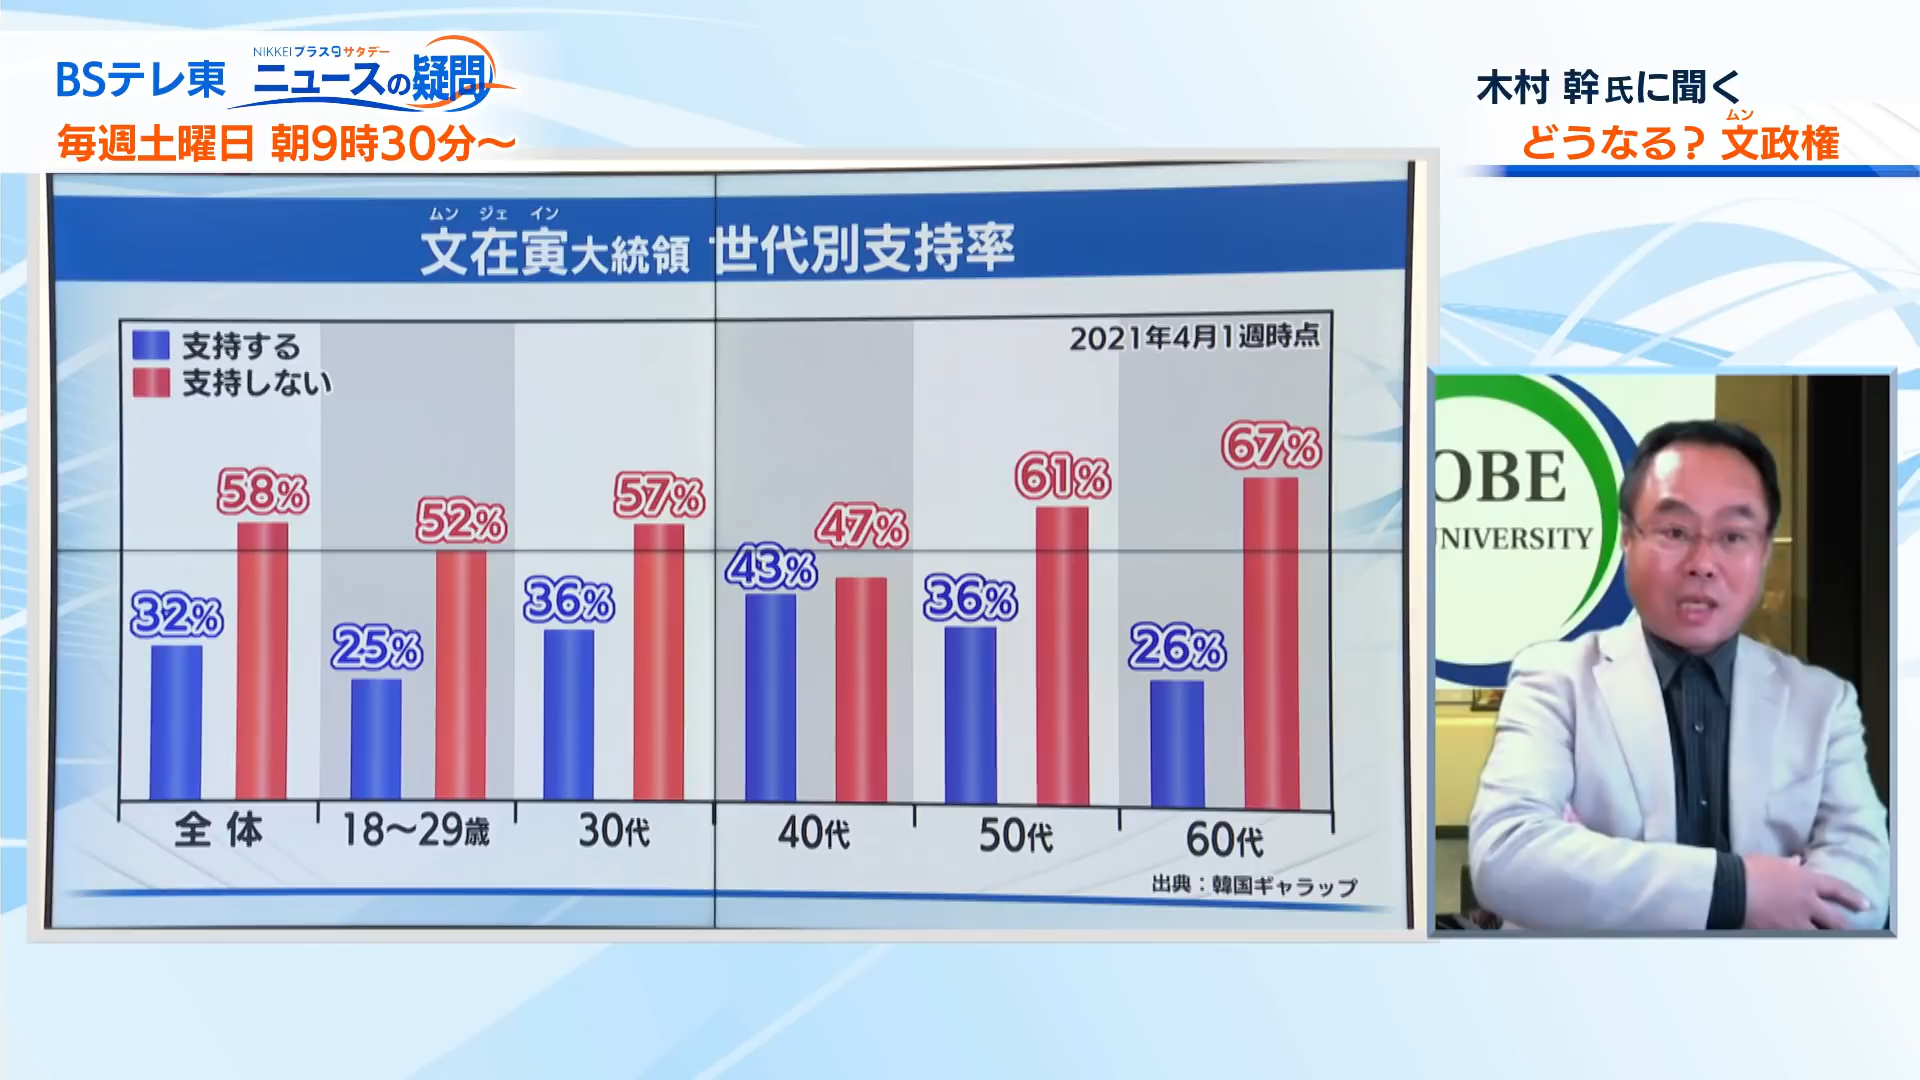 BSテレ東
NIKKEIプラス9サタデー
ニュースの疑問
毎週土曜日 朝9時30分～
木村 幹氏に聞く
ムン
どうなる？ 文政権
ムン ジェ イン
文在寅大統領 世代別支持率
支持する
支持しない
2021年4月1週時点
32%
58%
25%
52%
36%
57%
43%
47%
36%
61%
26%
67%
全体
18～29歳
30代
40代
50代
60代
出典：韓国ギャラップ
OBE
UNIVERSITY